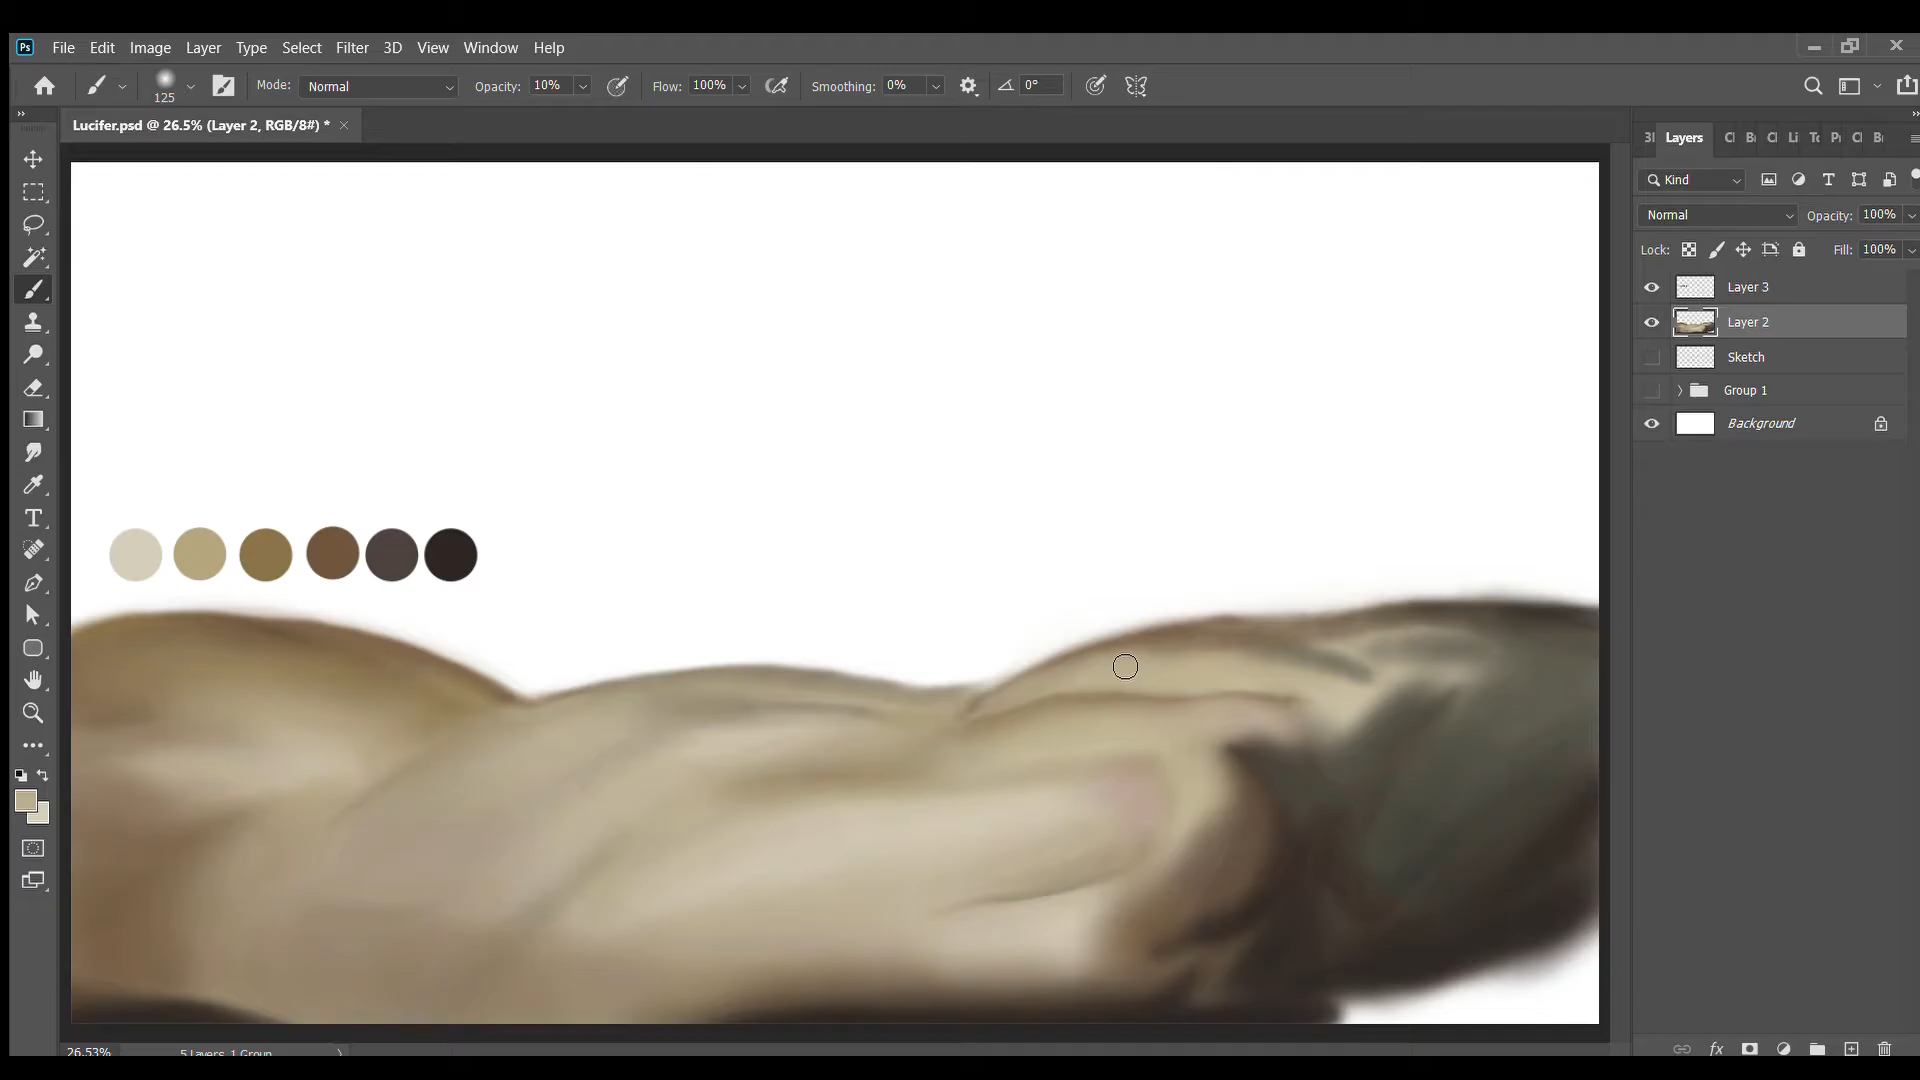 Ps File Edit Image Layer Type Select Filter 3D View Window Help
125 Mode: Normal Opacity: 10% Flow: 100% Smoothing: 0% 0°
Lucifer.psd @ 26.5% (Layer 2, RGB/8#) *
Layers
Kind
Normal Opacity: 100%
Lock: Fill: 100%
Layer 3
Layer 2
Sketch
Group 1
Background
26.53% 5 Layers, 1 Group